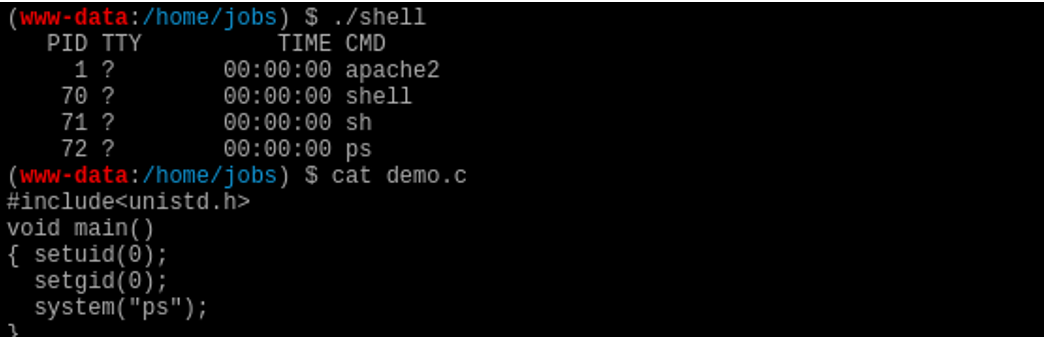 (www-data:/home/jobs) $ ./shell
   PID TTY          TIME CMD
     1 ?        00:00:00 apache2
    70 ?        00:00:00 shell
    71 ?        00:00:00 sh
    72 ?        00:00:00 ps
(www-data:/home/jobs) $ cat demo.c
#include<unistd.h>
void main()
{ setuid(0);
  setgid(0);
  system("ps");
}